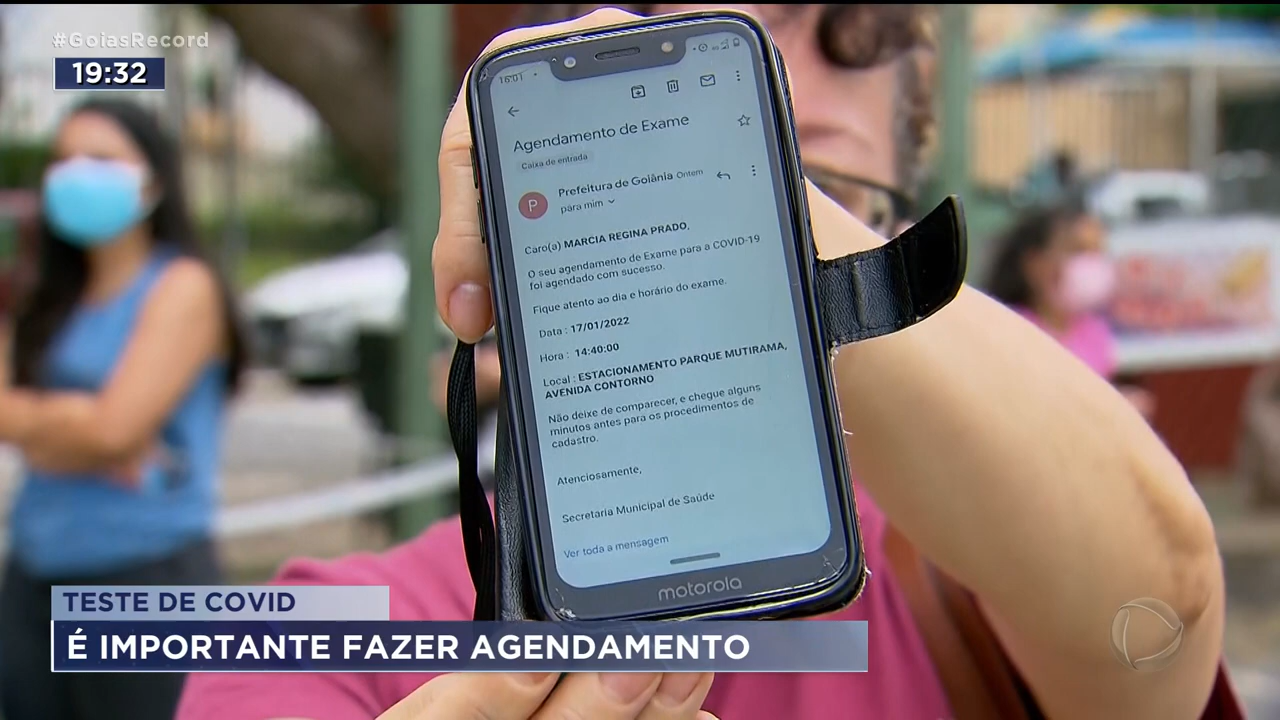 #GoiasRecord
19:32
16:01
Agendamento de Exame
Caixa de entrada
P
Prefeitura de Goiânia Ontem
para mim
Caro(a) MARCIA REGINA PRADO,
O seu agendamento de Exame para a COVID-19
foi agendado com sucesso.
Fique atento ao dia e horário do exame.
Data : 17/01/2022
Hora : 14:40:00
Local : ESTACIONAMENTO PARQUE MUTIRAMA,
AVENIDA CONTORNO
Não deixe de comparecer, e chegue alguns
minutos antes para os procedimentos de
cadastro.
Atenciosamente,
Secretaria Municipal de Saúde
Ver toda a mensagem
motorola
TESTE DE COVID
É IMPORTANTE FAZER AGENDAMENTO